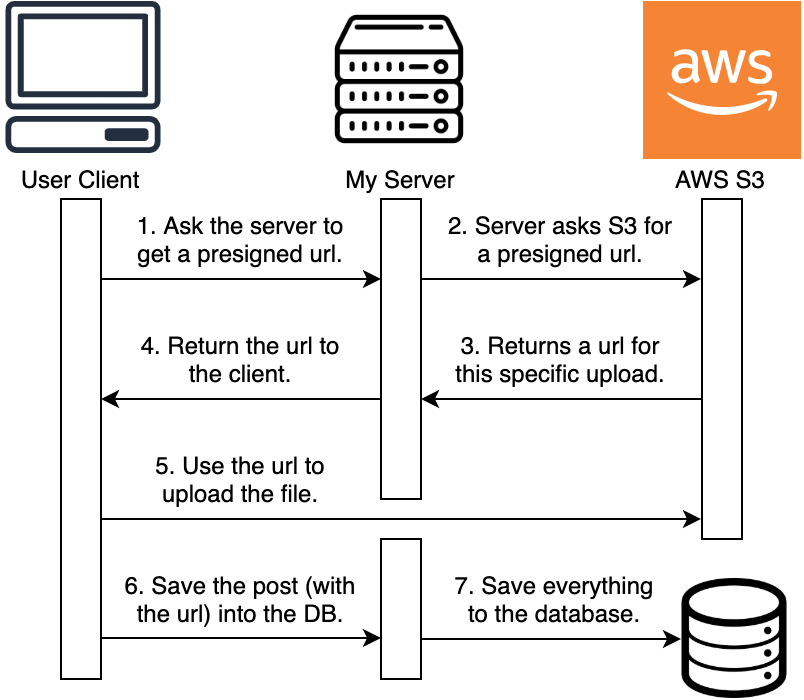 aws
User Client
My Server
AWS S3
1. Ask the server to
get a presigned url.
2. Server asks S3 for
a presigned url.
4. Return the url to
the client.
3. Returns a url for
this specific upload.
5. Use the url to
upload the file.
6. Save the post (with
the url) into the DB.
7. Save everything
to the database.